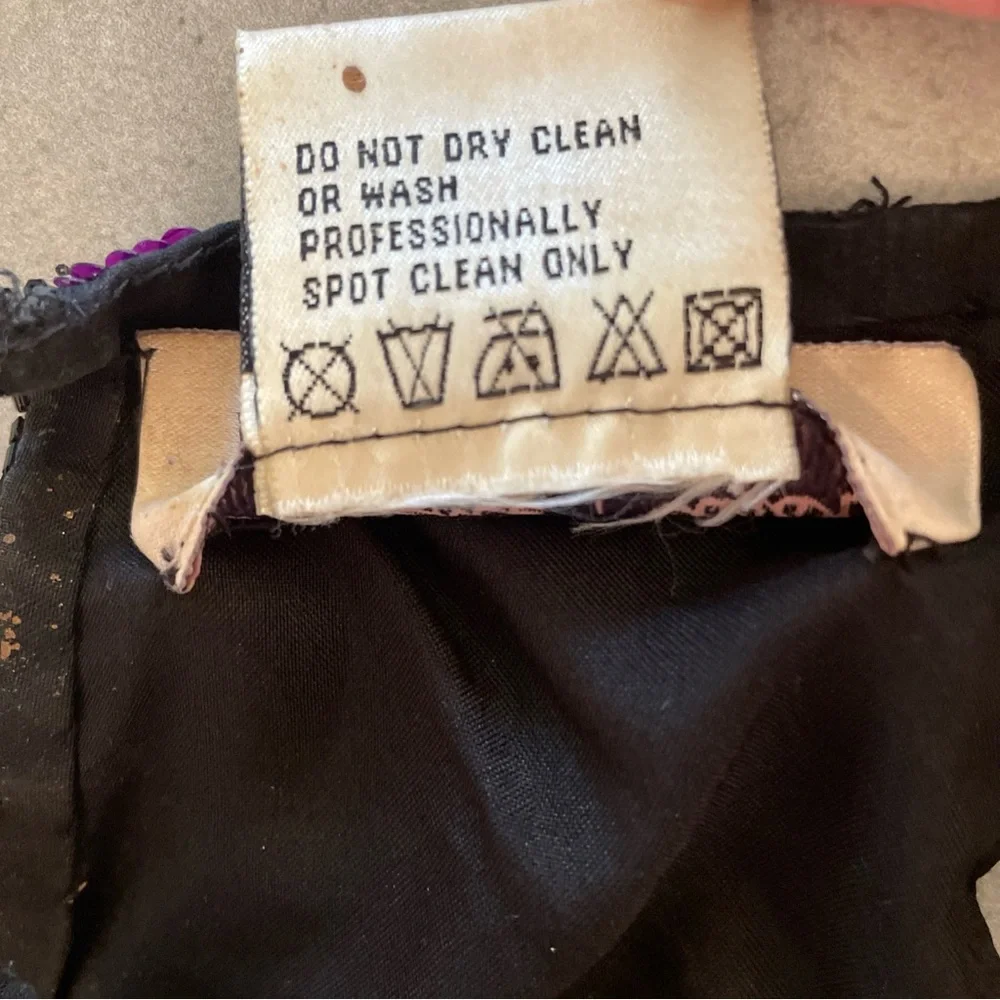 DO NOT DRY CLEAN
OR WASH
PROFESSIONALLY
SPOT CLEAN ONLY